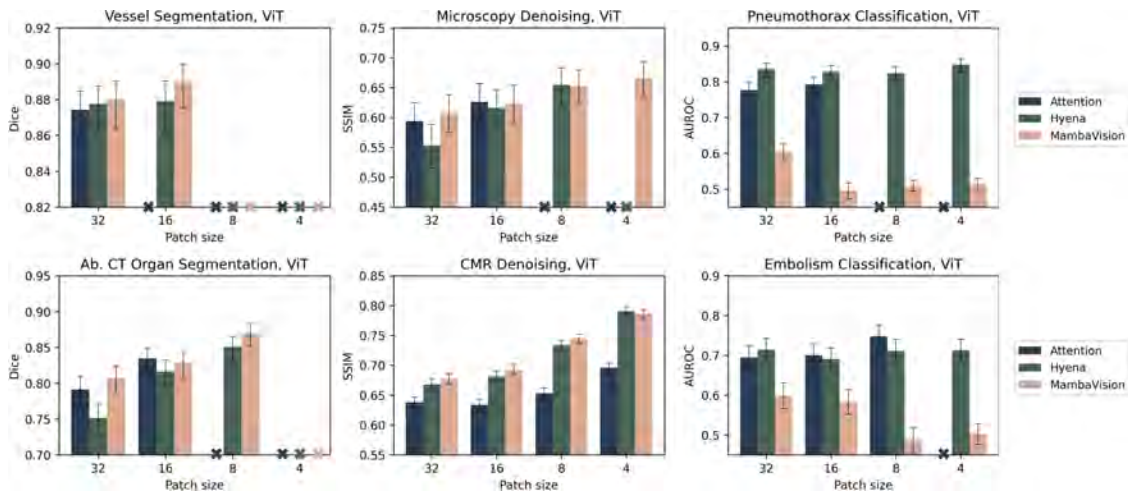 Vessel Segmentation, ViT
0.92
0.90
0.88
0.86
0.84
0.82
Dice
32
16
8
4
Patch size
Microscopy Denoising, ViT
0.75
0.70
0.65
0.60
0.55
0.50
0.45
SSIM
32
16
8
4
Patch size
Pneumothorax Classification, ViT
0.9
0.8
0.7
0.6
0.5
AUROC
32
16
8
4
Patch size
Attention
Hyena
MambaVision
Ab. CT Organ Segmentation, ViT
0.95
0.90
0.85
0.80
0.75
0.70
Dice
32
16
8
4
Patch size
CMR Denoising, ViT
0.85
0.80
0.75
0.70
0.65
0.60
0.55
SSIM
32
16
8
4
Patch size
Embolism Classification, ViT
0.9
0.8
0.7
0.6
0.5
AUROC
32
16
8
4
Patch size
Attention
Hyena
MambaVision